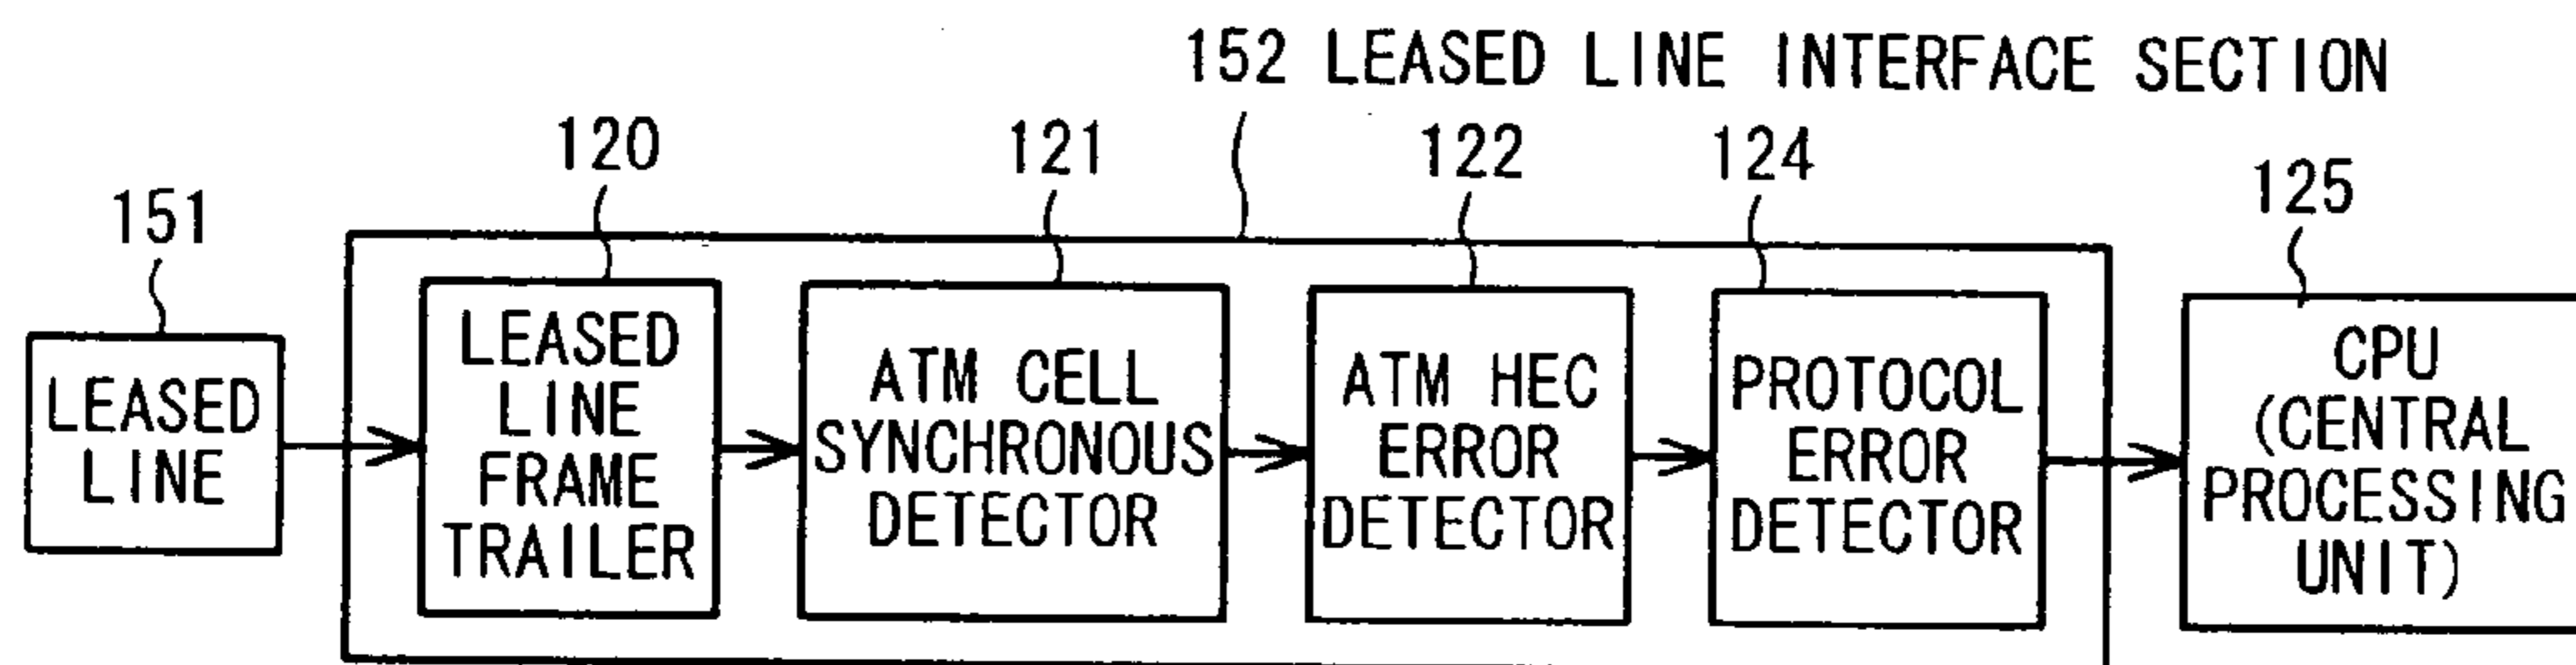 152 LEASED LINE INTERFACE SECTION
120
121
122
124
125
151
LEASED
LINE
LEASED
LINE
FRAME
TRAILER
ATM CELL
SYNCHRONOUS
DETECTOR
ATM HEC
ERROR
DETECTOR
PROTOCOL
ERROR
DETECTOR
CPU
(CENTRAL
PROCESSING
UNIT)